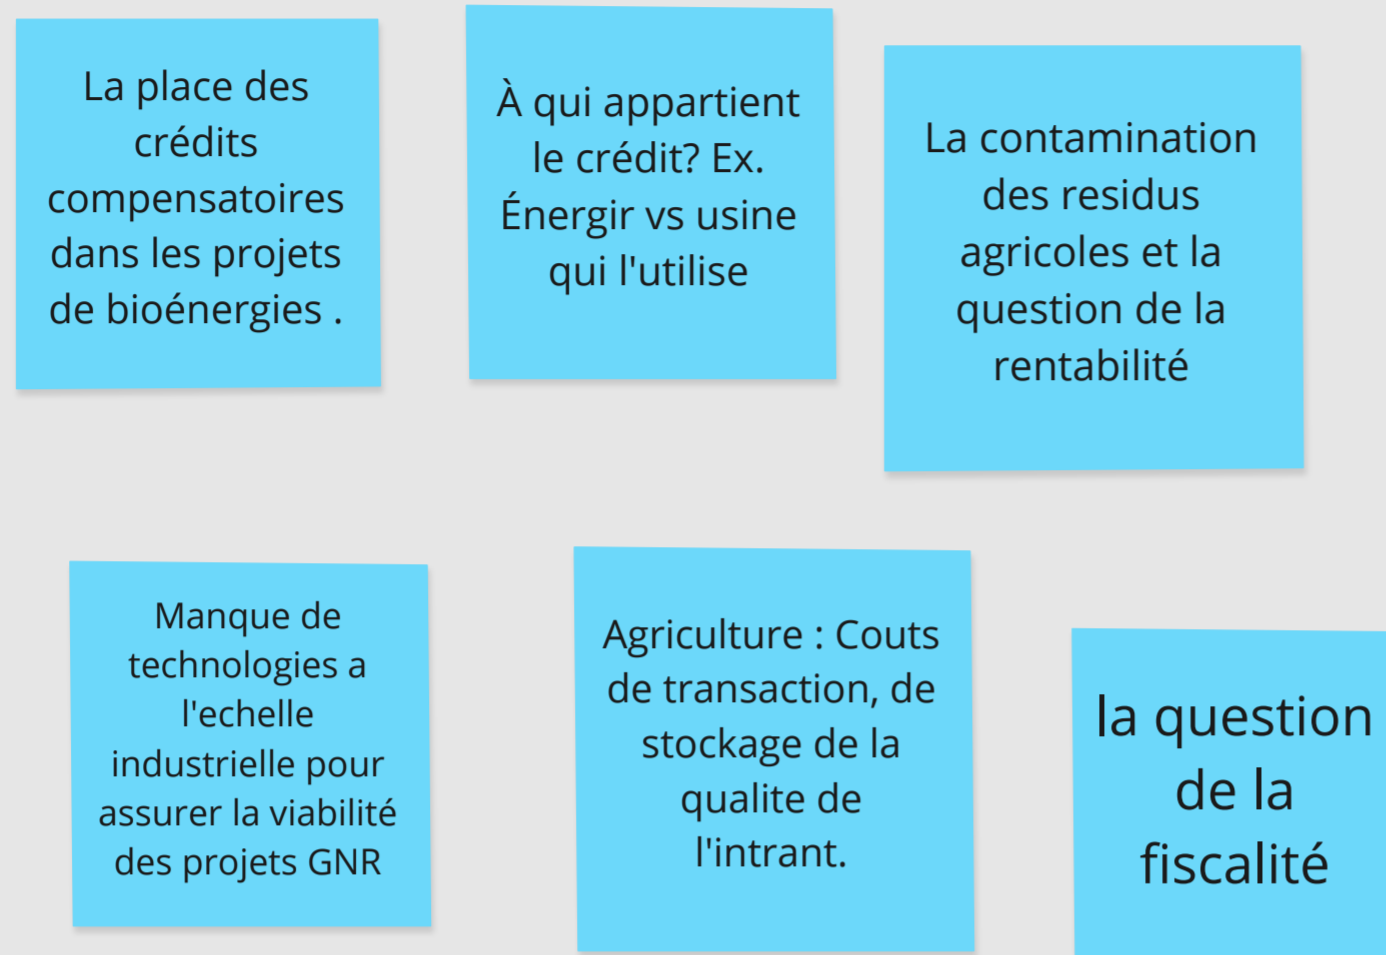 La place des
crédits
compensatoires
dans les projets
de bioénergies .
À qui appartient
le crédit? Ex.
Énergir vs usine
qui l'utilise
La contamination
des residus
agricoles et la
question de la
rentabilité
Manque de
technologies a
l'echelle
industrielle pour
assurer la viabilité
des projets GNR
Agriculture : Couts
de transaction, de
stockage de la
qualite de
l'intrant.
la question
de la
fiscalité